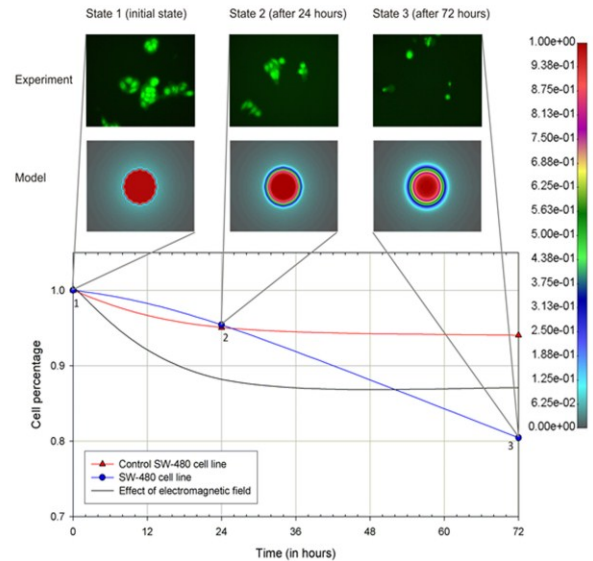 State 1 (initial state) State 2 (after 24 hours) State 3 (after 72 hours)
Experiment
Model
1.00e+00
9.38e-01
8.75e-01
8.13e-01
7.50e-01
6.88e-01
6.25e-01
5.63e-01
5.00e-01
4.38e-01
3.75e-01
3.13e-01
2.50e-01
1.88e-01
1.25e-01
6.25e-02
0.00e+00
Cell percentage
1.0
0.9
0.8
0.7
1
2
3
Control SW-480 cell line
SW-480 cell line
Effect of electromagnetic field
0 12 24 36 48 60 72
Time (in hours)